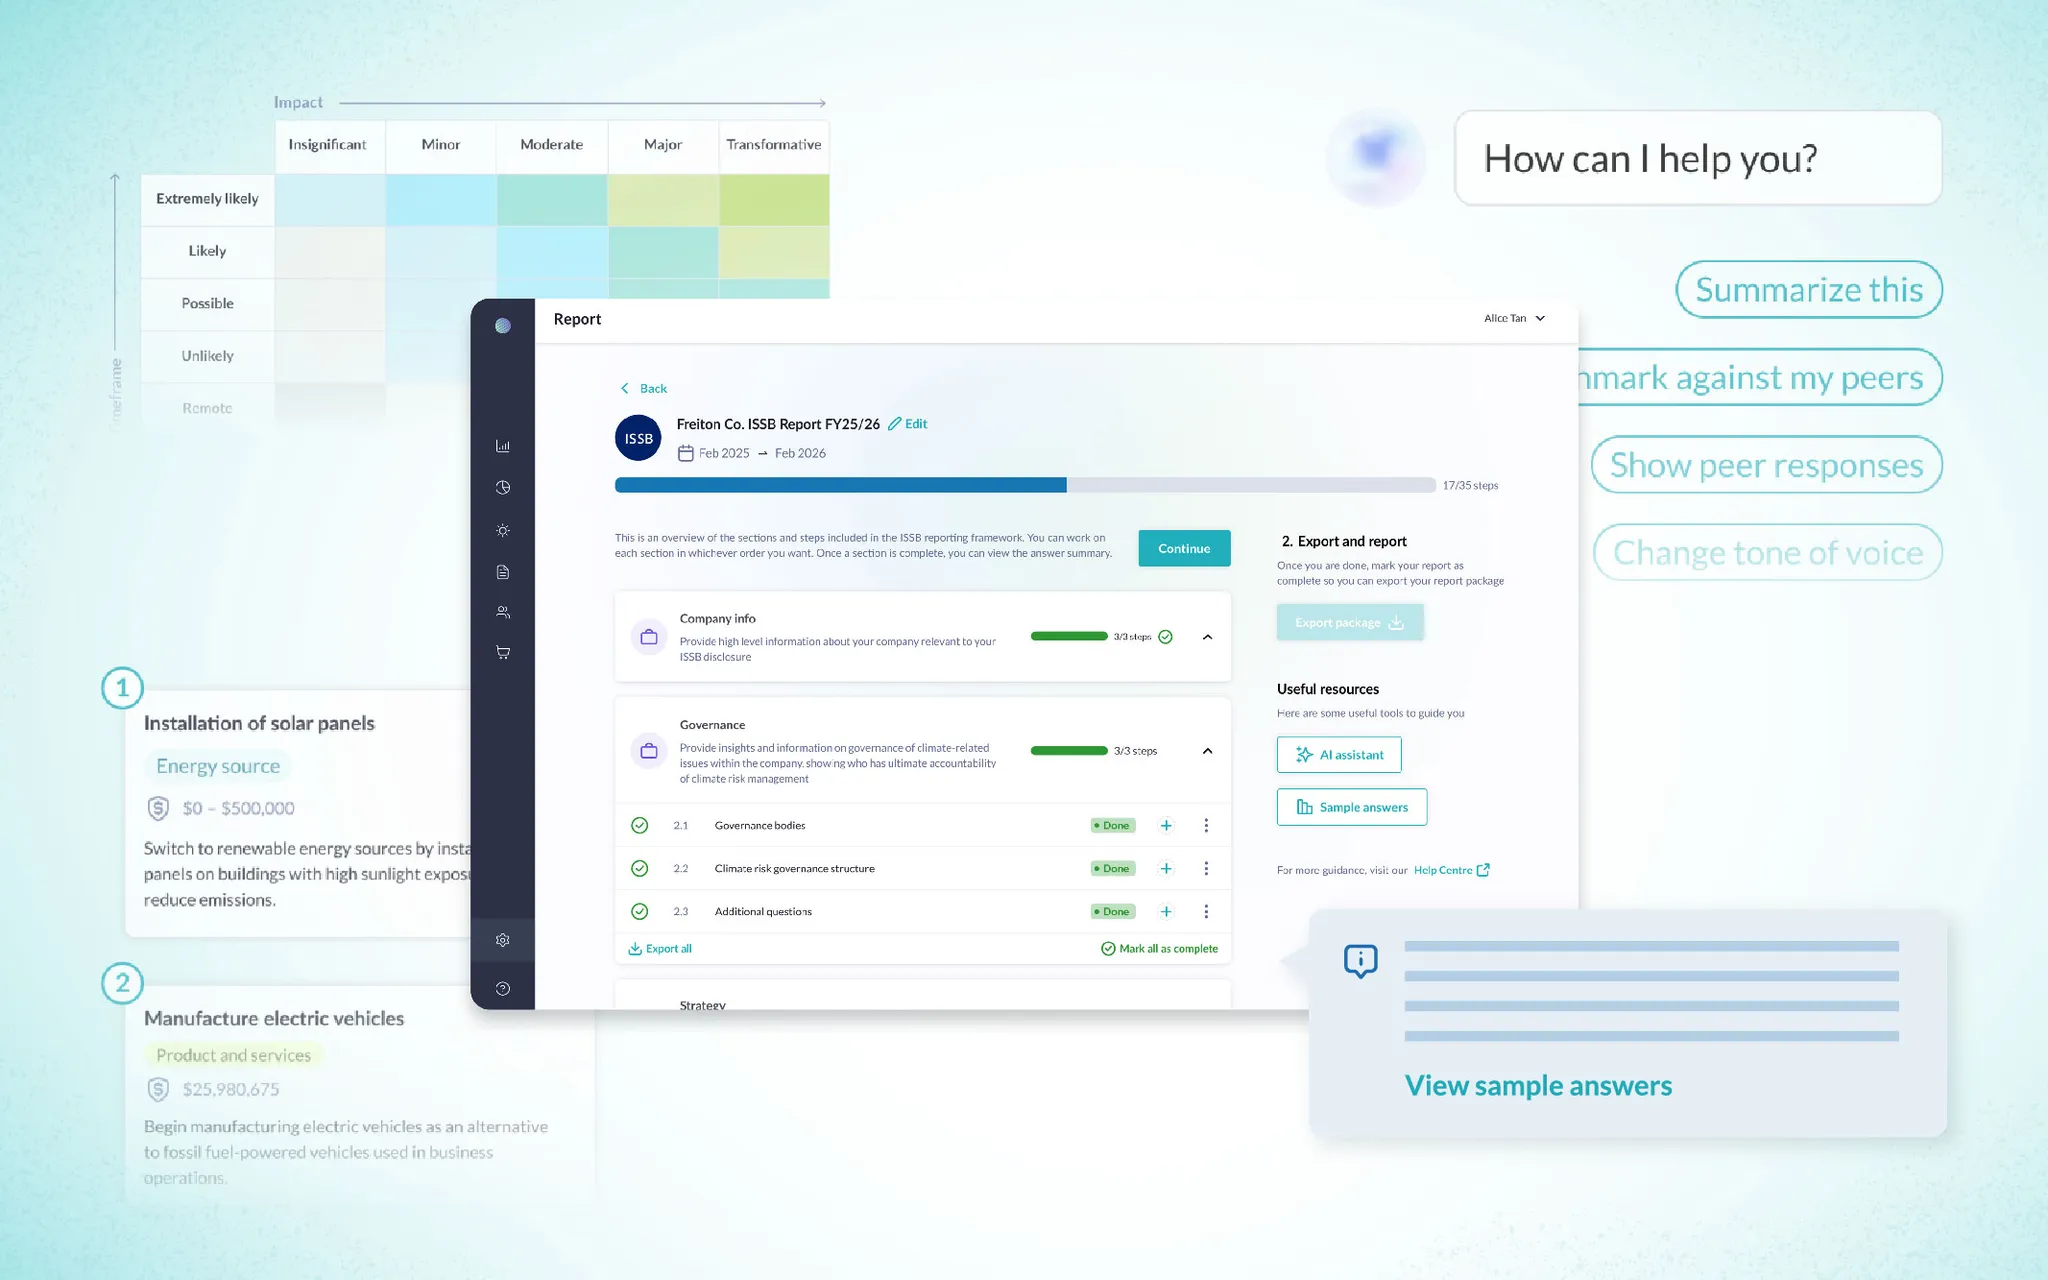 Impact
Insignificant Minor Moderate Major Transformative
Extremely likely
Likely
Possible
Unlikely
Remote
How can I help you?
Summarize this
against my peers
Show peer responses
Change tone of voice
Report
Alice Tan
Back
ISSB
Freiton Co. ISSB Report FY25/26 Edit
Feb 2025 → Feb 2026
17/35 steps
This is an overview of the sections and steps included in the ISSB reporting framework. You can work on
each section in whichever order you want. Once a section is complete, you can view the answer summary.
Continue
Company info
Provide high level information about your company relevant to your
ISSB disclosure
3/3 steps
Governance
Provide insights and information on governance of climate-related
issues within the company, showing who has ultimate accountability
of climate risk management
3/3 steps
2.1 Governance bodies Done
2.2 Climate risk governance structure Done
2.3 Additional questions Done
Export all
Mark all as complete
Strategy
2. Export and report
Once you are done, mark your report as
complete so you can export your report package
Export package
Useful resources
Here are some useful tools to guide you
AI assistant
Sample answers
For more guidance, visit our Help Centre
1
Installation of solar panels
Energy source
$0 – $500,000
Switch to renewable energy sources by
panels on buildings with high sunlight
reduce emissions.
2
Manufacture electric vehicles
Product and services
$25,980,675
Begin manufacturing electric vehicles as an alternative
to fossil fuel-powered vehicles used in business
operations.
View sample answers